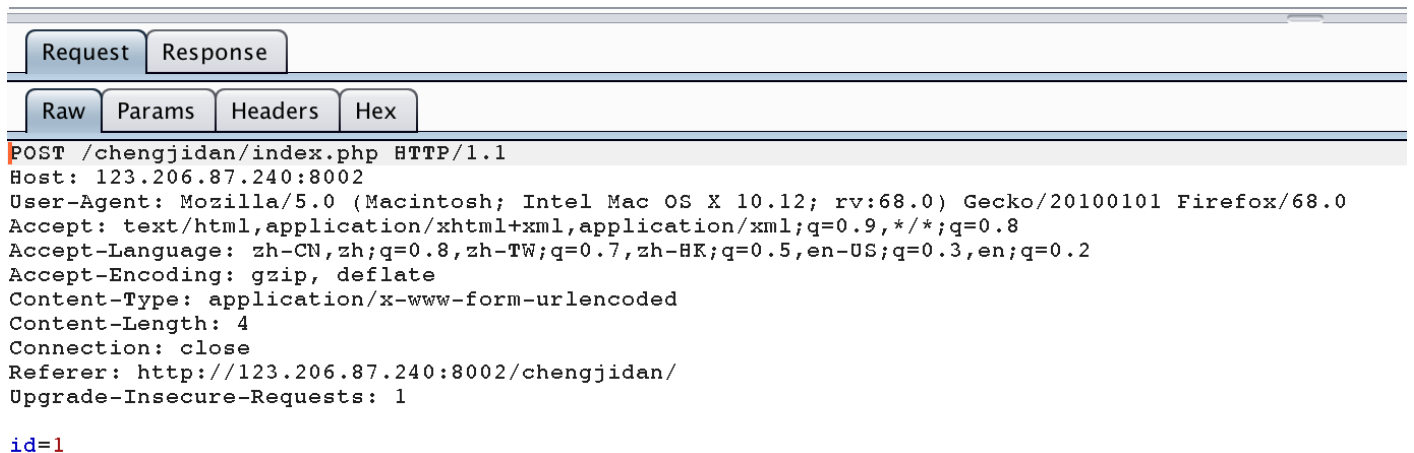 Request Response
Raw Params Headers Hex
POST /chengjidan/index.php HTTP/1.1
Host: 123.206.87.240:8002
User-Agent: Mozilla/5.0 (Macintosh; Intel Mac OS X 10.12; rv:68.0) Gecko/20100101 Firefox/68.0
Accept: text/html,application/xhtml+xml,application/xml;q=0.9,*/*;q=0.8
Accept-Language: zh-CN,zh;q=0.8,zh-TW;q=0.7,zh-HK;q=0.5,en-US;q=0.3,en;q=0.2
Accept-Encoding: gzip, deflate
Content-Type: application/x-www-form-urlencoded
Content-Length: 4
Connection: close
Referer: http://123.206.87.240:8002/chengjidan/
Upgrade-Insecure-Requests: 1
id=1